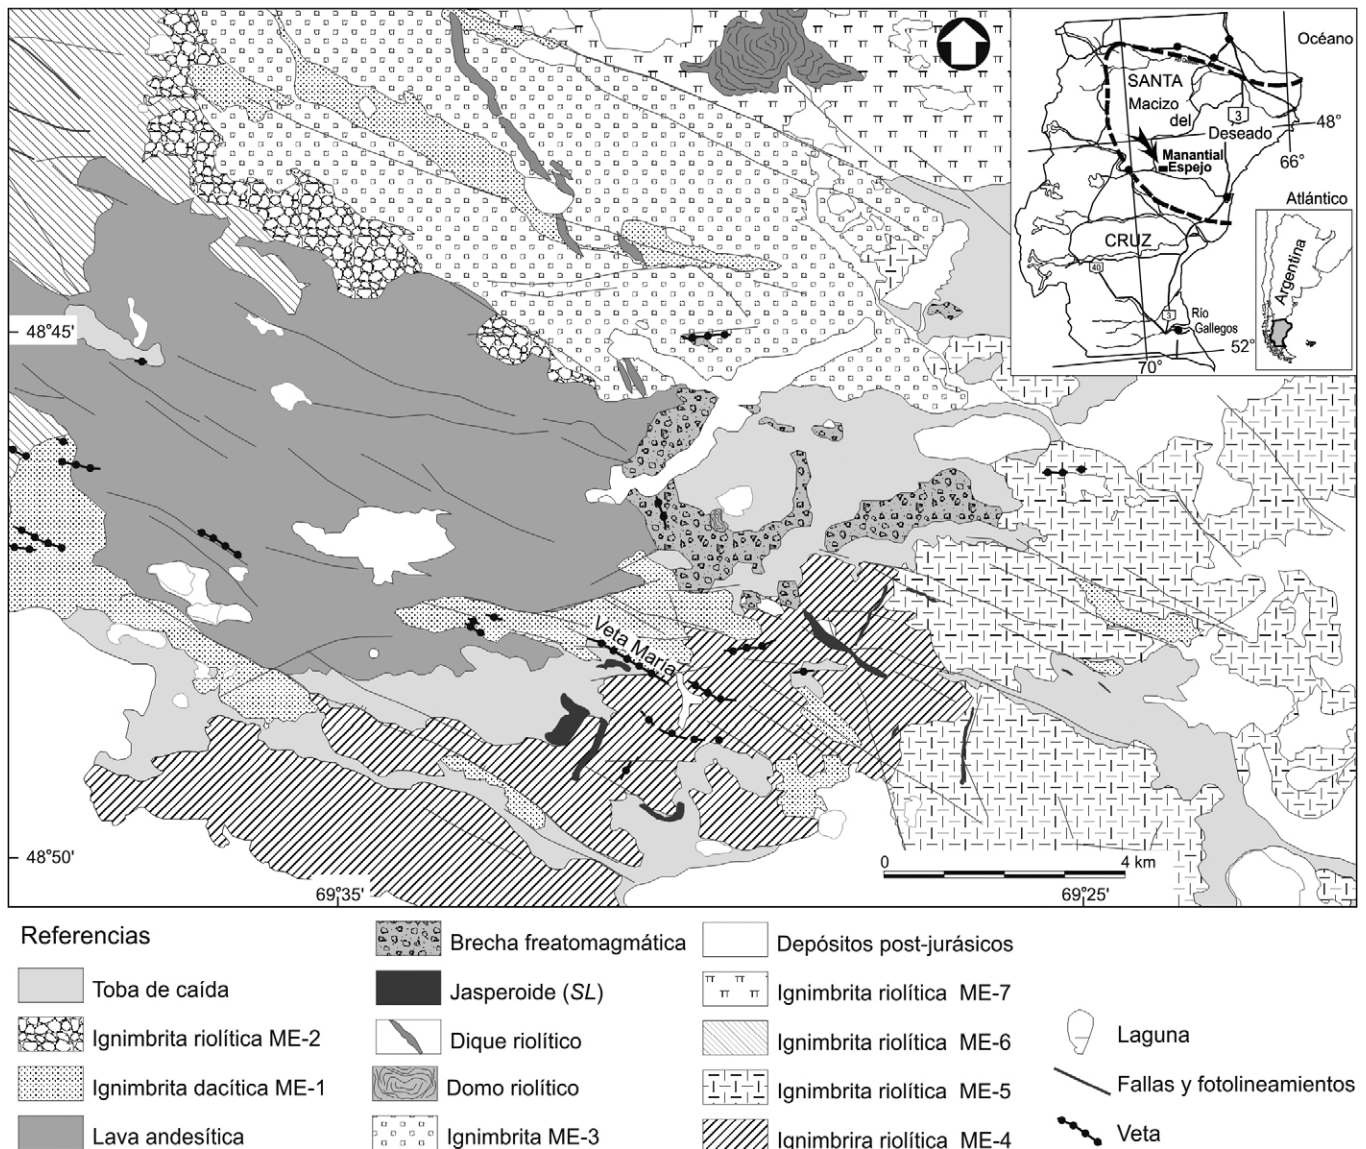 Océano
SANTA
Macizo
del
Deseado
3
48°
66°
Manantial
Espejo
Atlántico
CRUZ
40
3
Río
Gallegos
52°
70°
Argentina
48°45'
Veta María
48°50'
69°35'
0
4 km
69°25'
Referencias
Toba de caída
Ignimbrita riolítica ME-2
Ignimbrita dacítica ME-1
Lava andesítica
Brecha freatomagmática
Jasperoide (SL)
Dique riolítico
Domo riolítico
Ignimbrita ME-3
Depósitos post-jurásicos
Ignimbrita riolítica ME-7
Ignimbrita riolítica ME-6
Ignimbrita riolítica ME-5
Ignimbrira riolítica ME-4
Laguna
Fallas y fotolineamientos
Veta